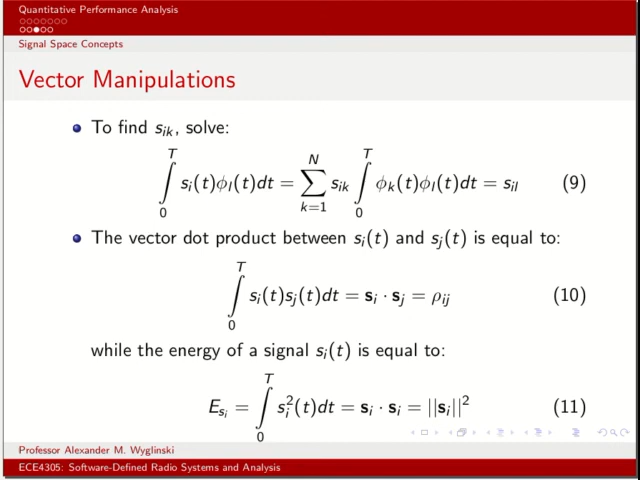 Quantitative Performance Analysis
Signal Space Concepts
Vector Manipulations
To find s_{ik}, solve:
∫_0^T s_i(t)ϕ_l(t)dt = ∑_{k=1}^N s_{ik} ∫_0^T ϕ_k(t)ϕ_l(t)dt = s_{il} (9)
The vector dot product between s_i(t) and s_j(t) is equal to:
∫_0^T s_i(t)s_j(t)dt = s_i · s_j = ρ_{ij} (10)
while the energy of a signal s_i(t) is equal to:
E_{s_i} = ∫_0^T s_i^2(t)dt = s_i · s_i = ||s_i||^2 (11)
Professor Alexander M. Wyglinski
ECE4305: Software-Defined Radio Systems and Analysis